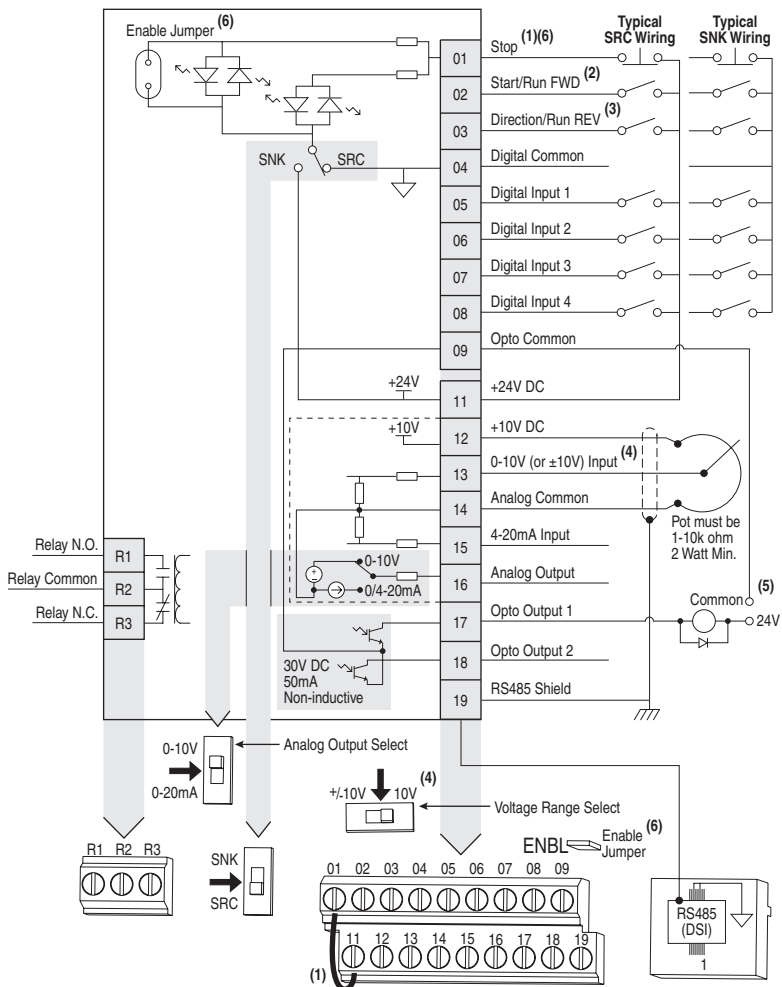 Enable Jumper (6)
Typical
SRC Wiring
Typical
SNK Wiring
01 Stop (1)(6)
02 Start/Run FWD (2)
03 Direction/Run REV (3)
SNK SRC
04 Digital Common
05 Digital Input 1
06 Digital Input 2
07 Digital Input 3
08 Digital Input 4
09 Opto Common
+24V
11 +24V DC
+10V
12 +10V DC
13 0-10V (or ±10V) Input (4)
14 Analog Common
Pot must be
1-10k ohm
2 Watt Min.
15 4-20mA Input
0-10V
0/4-20mA
16 Analog Output
Relay N.O.
R1
Relay Common
R2
Relay N.C.
R3
Common (5)
24V
17 Opto Output 1
30V DC
50mA
Non-inductive
18 Opto Output 2
19 RS485 Shield
0-10V
0-20mA
Analog Output Select
+/-10V 10V (4)
Voltage Range Select
R1 R2 R3
SNK
SRC
ENBL Enable Jumper (6)
01 02 03 04 05 06 07 08 09
11 12 13 14 15 16 17 18 19
(1)
RS485
(DSI)
1